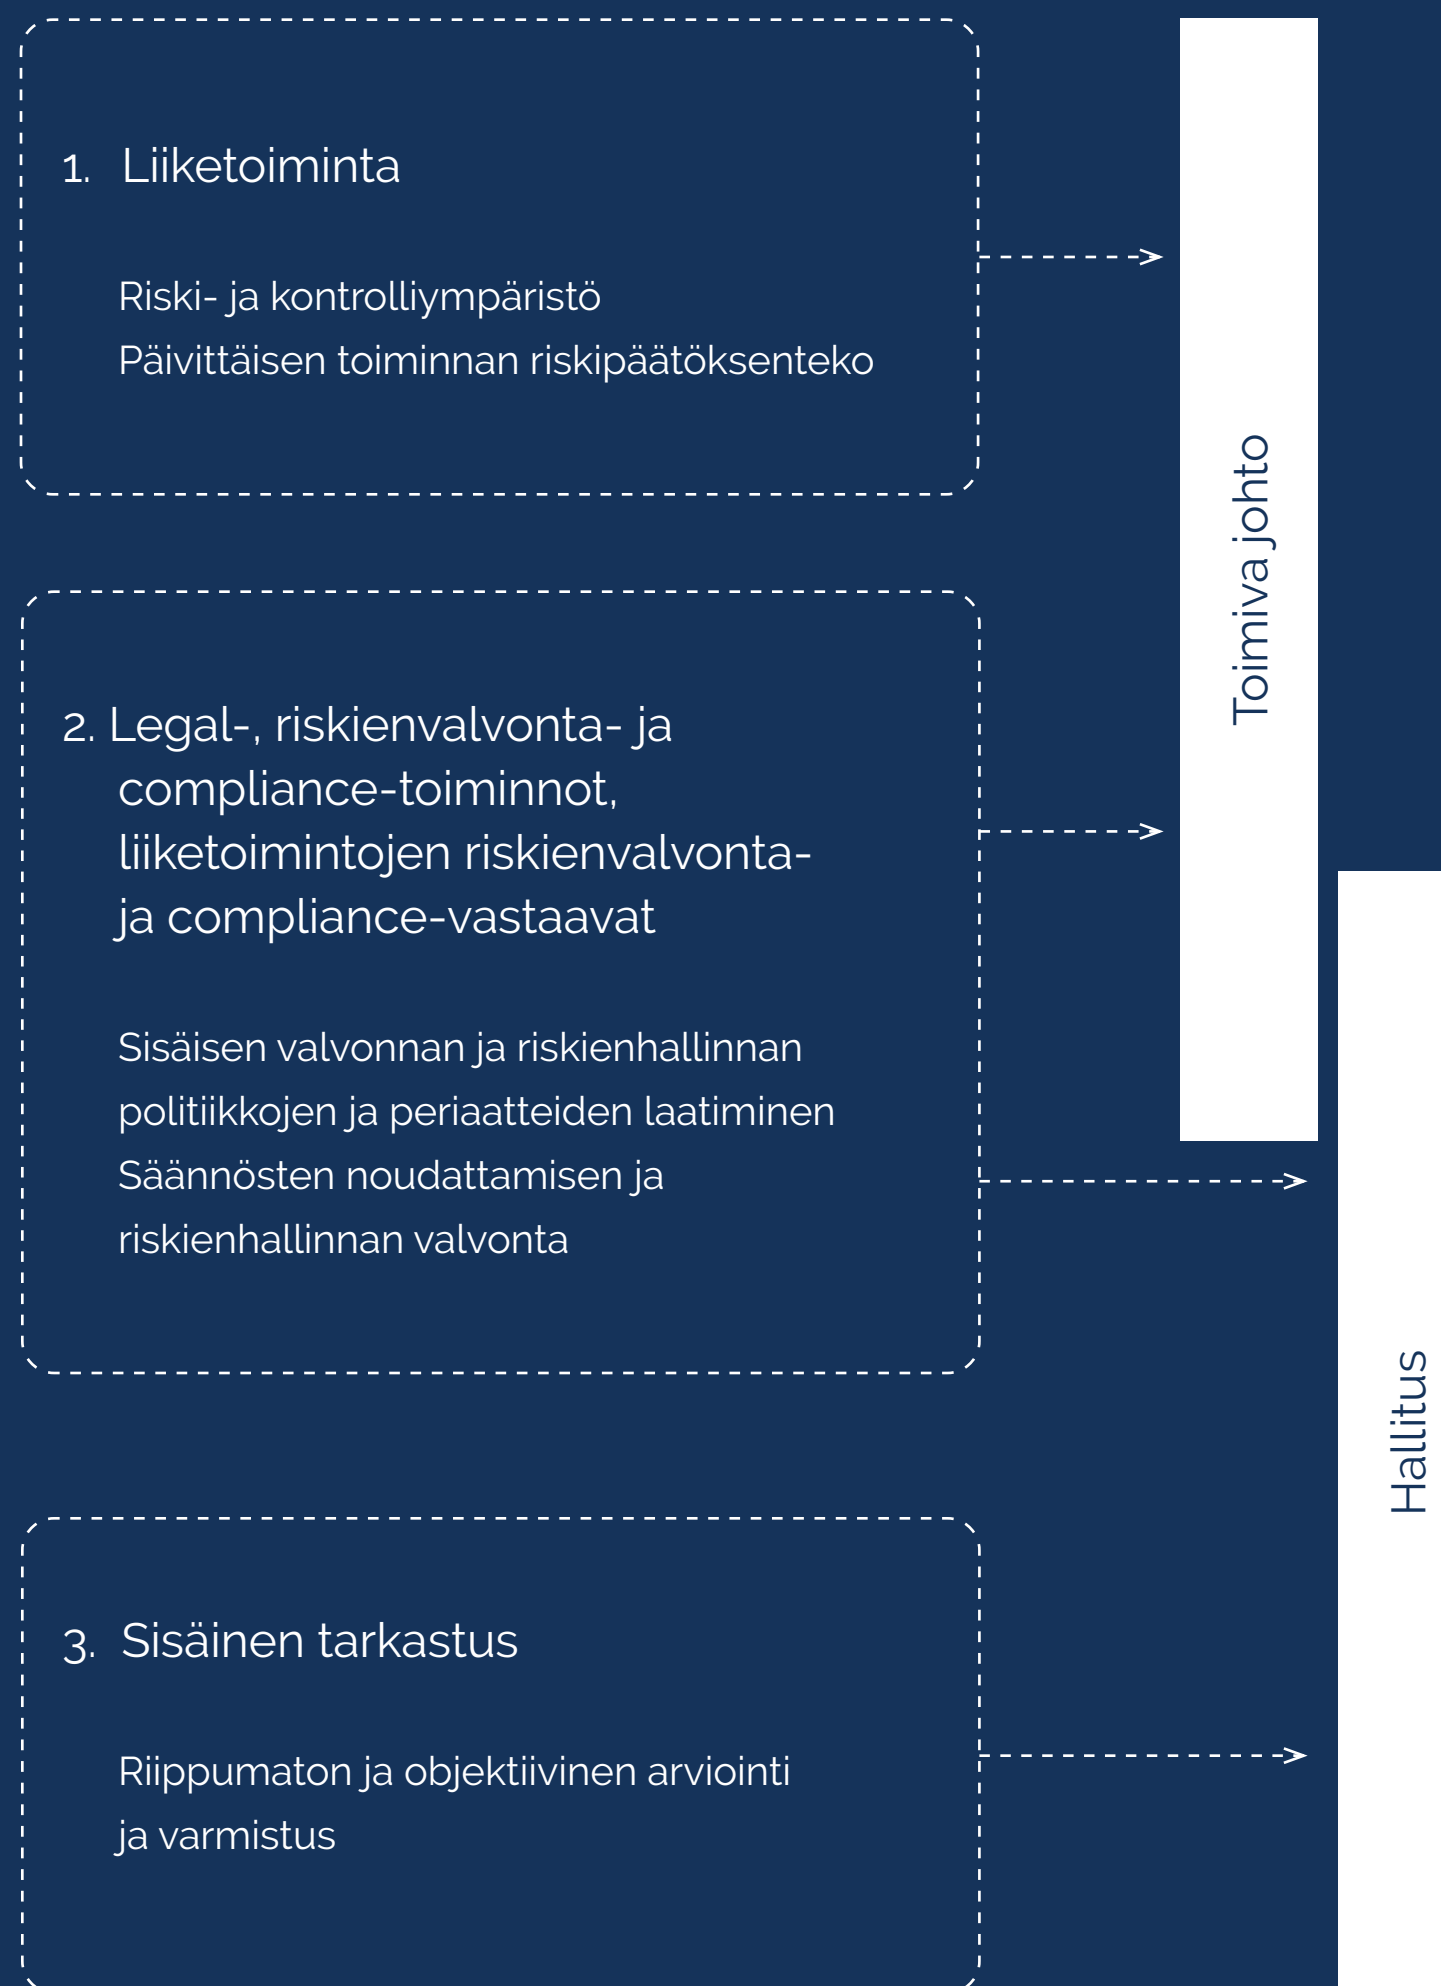 1. Liiketoiminta
Riski- ja kontrolliympäristö
Päivittäisen toiminnan riskipäätöksenteko
2. Legal-, riskienvalvonta- ja
compliance-toiminnot,
liiketoimintojen riskienvalvonta-
ja compliance-vastaavat
Sisäisen valvonnan ja riskienhallinnan
politiikkojen ja periaatteiden laatiminen
Säännösten noudattamisen ja
riskienhallinnan valvonta
3. Sisäinen tarkastus
Riippumaton ja objektiivinen arviointi
ja varmistus
Toimiva johto
Hallitus